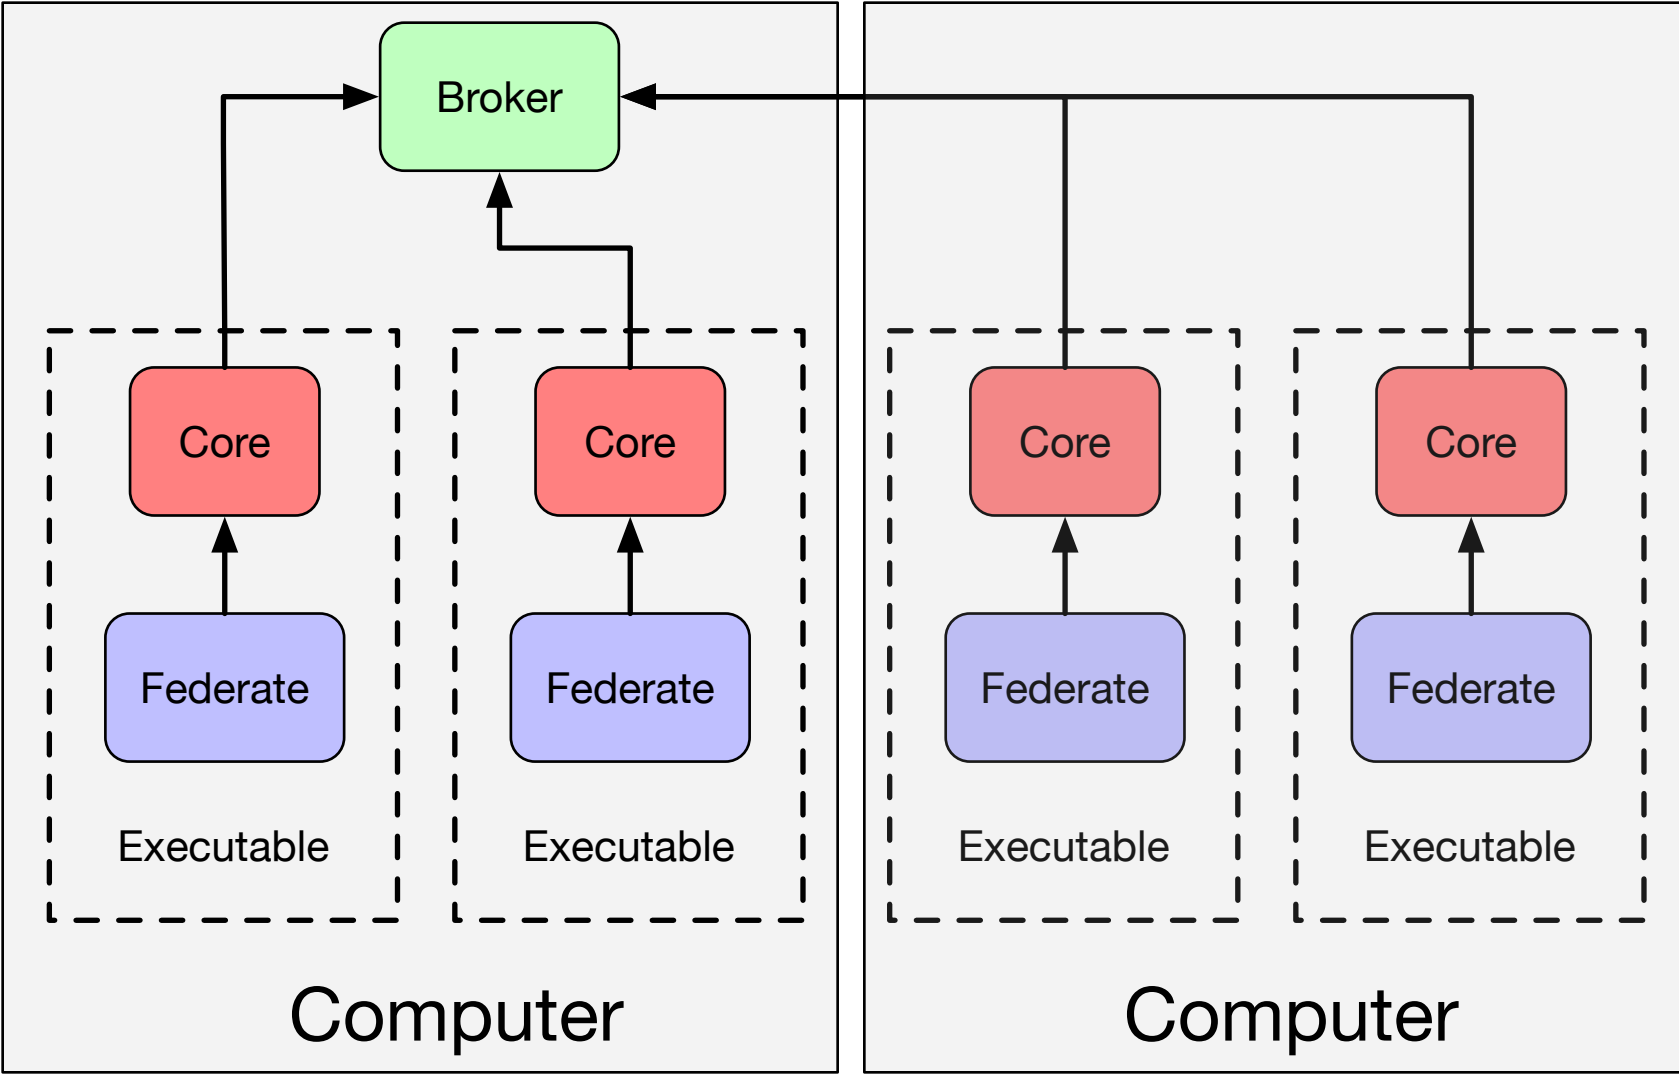 Broker
Core
Core
Core
Core
Federate
Federate
Federate
Federate
Executable
Executable
Executable
Executable
Computer
Computer